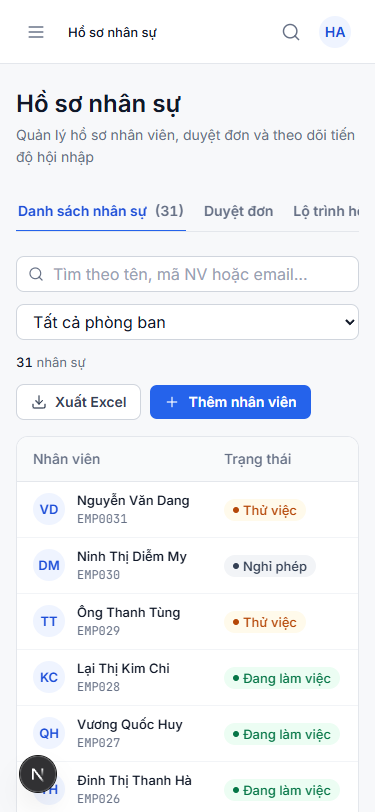 Hồ sơ nhân sự
HA
Hồ sơ nhân sự
Quản lý hồ sơ nhân viên, duyệt đơn và theo dõi tiến
độ hội nhập
Danh sách nhân sự (31) Duyệt đơn Lộ trình
Tìm theo tên, mã NV hoặc email...
Tất cả phòng ban
31 nhân sự
Xuất Excel Thêm nhân viên
Nhân viên Trạng thái
VD Nguyễn Văn Dang Thử việc
EMP0031
DM Ninh Thị Diễm My Nghỉ phép
EMP030
TT Ông Thanh Tùng Thử việc
EMP029
KC Lại Thị Kim Chi Đang làm việc
EMP028
QH Vương Quốc Huy Đang làm việc
EMP027
N Đinh Thị Thanh Hà Đang làm việc
EMP026